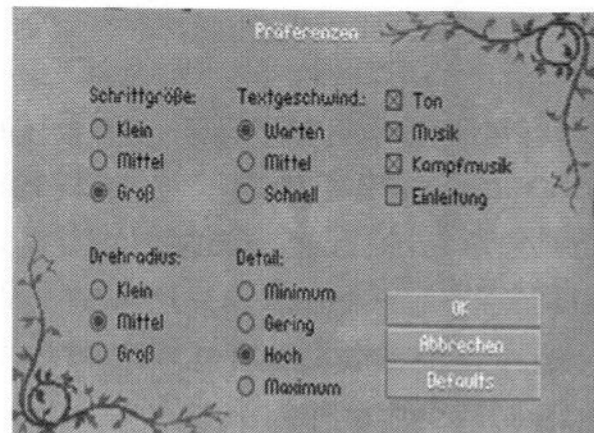 Präferenzen
Schrittgröße:
Klein
Mittel
Groß
Textgeschwind.:
Warten
Mittel
Schnell
Ton
Musik
Kampfmusik
Einleitung
Drehradius:
Klein
Mittel
Groß
Detail:
Minimum
Gering
Hoch
Maximum
OK
Abbrechen
Defaults